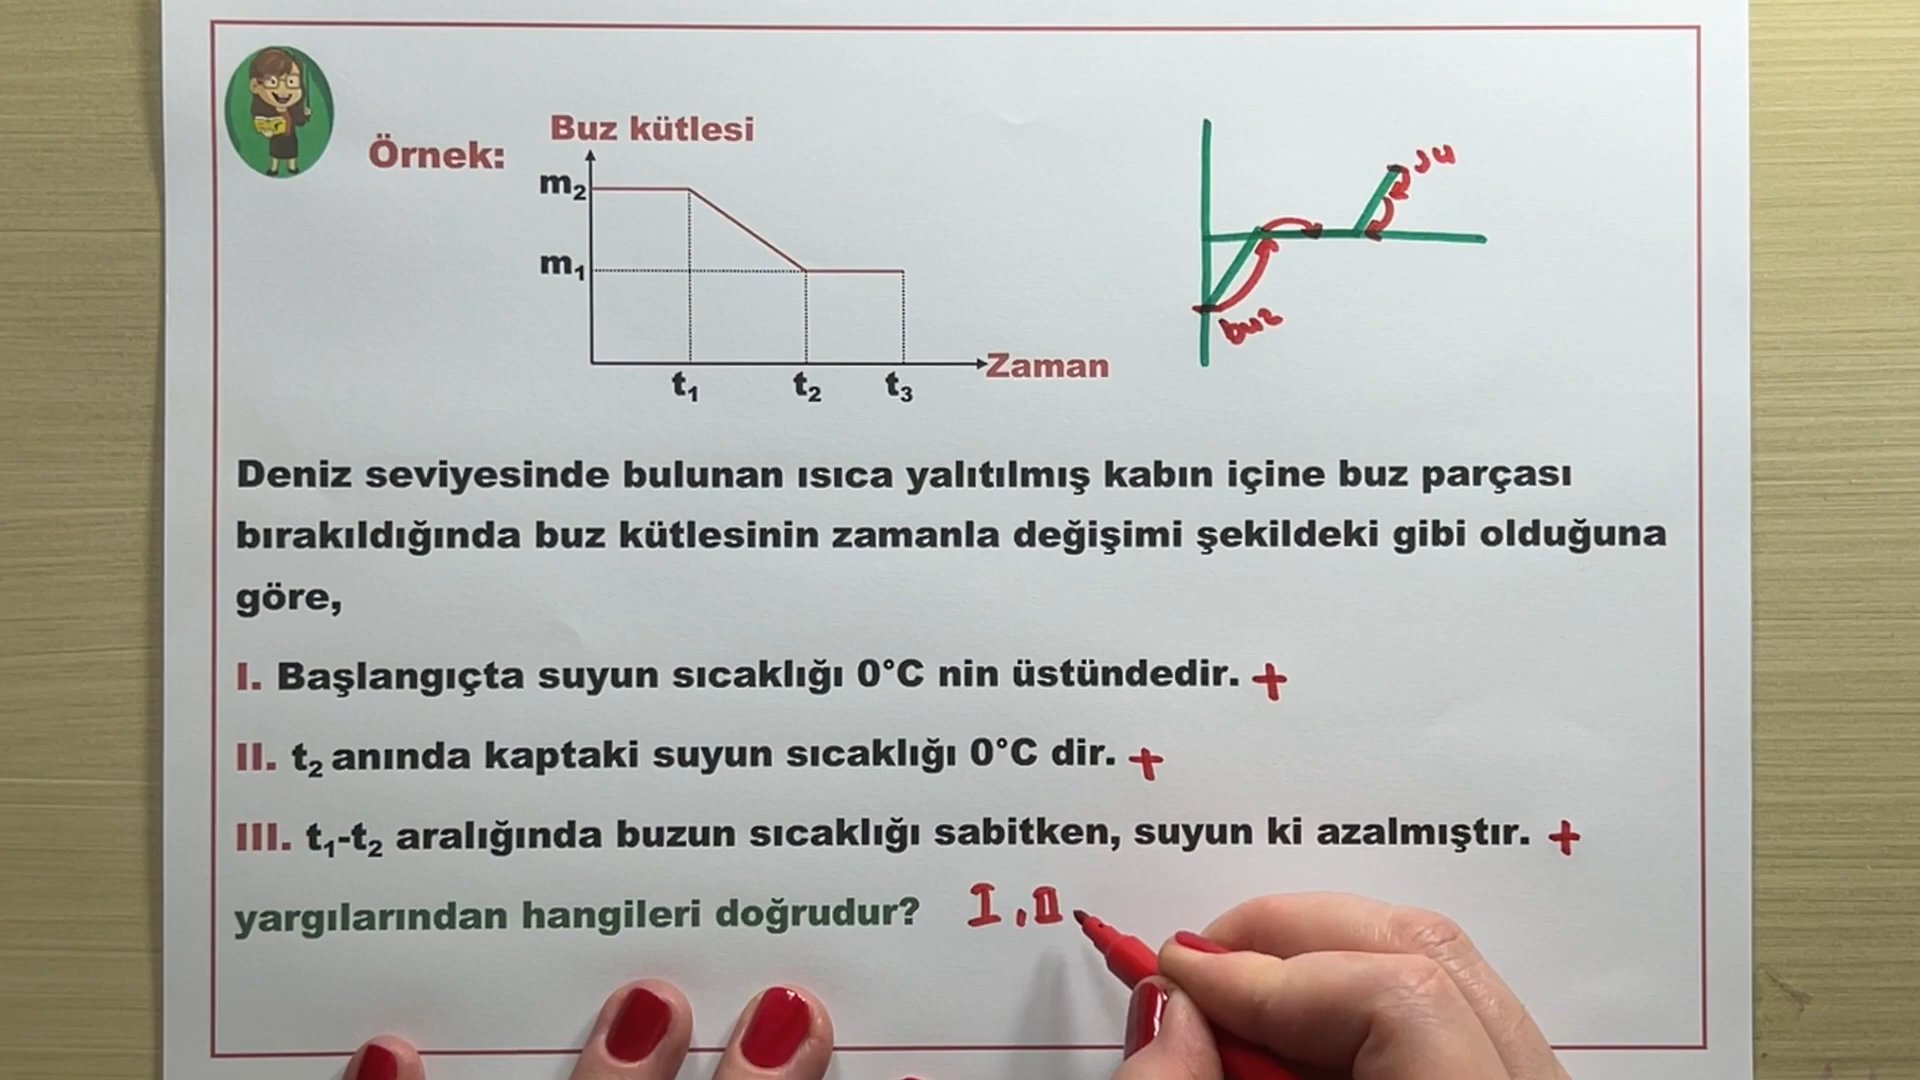 Örnek:
Buz kütlesi
m₂
m₁
t₁ t₂ t₃
Zaman
su
buz
Deniz seviyesinde bulunan ısıca yalıtılmış kabın içine buz parçası
bırakıldığında buz kütlesinin zamanla değişimi şekildeki gibi olduğuna
göre,
I. Başlangıçta suyun sıcaklığı 0°C nin üstündedir. +
II. t₂ anında kaptaki suyun sıcaklığı 0°C dir. +
III. t₁-t₂ aralığında buzun sıcaklığı sabitken, suyun ki azalmıştır. +
yargılarından hangileri doğrudur? I, II